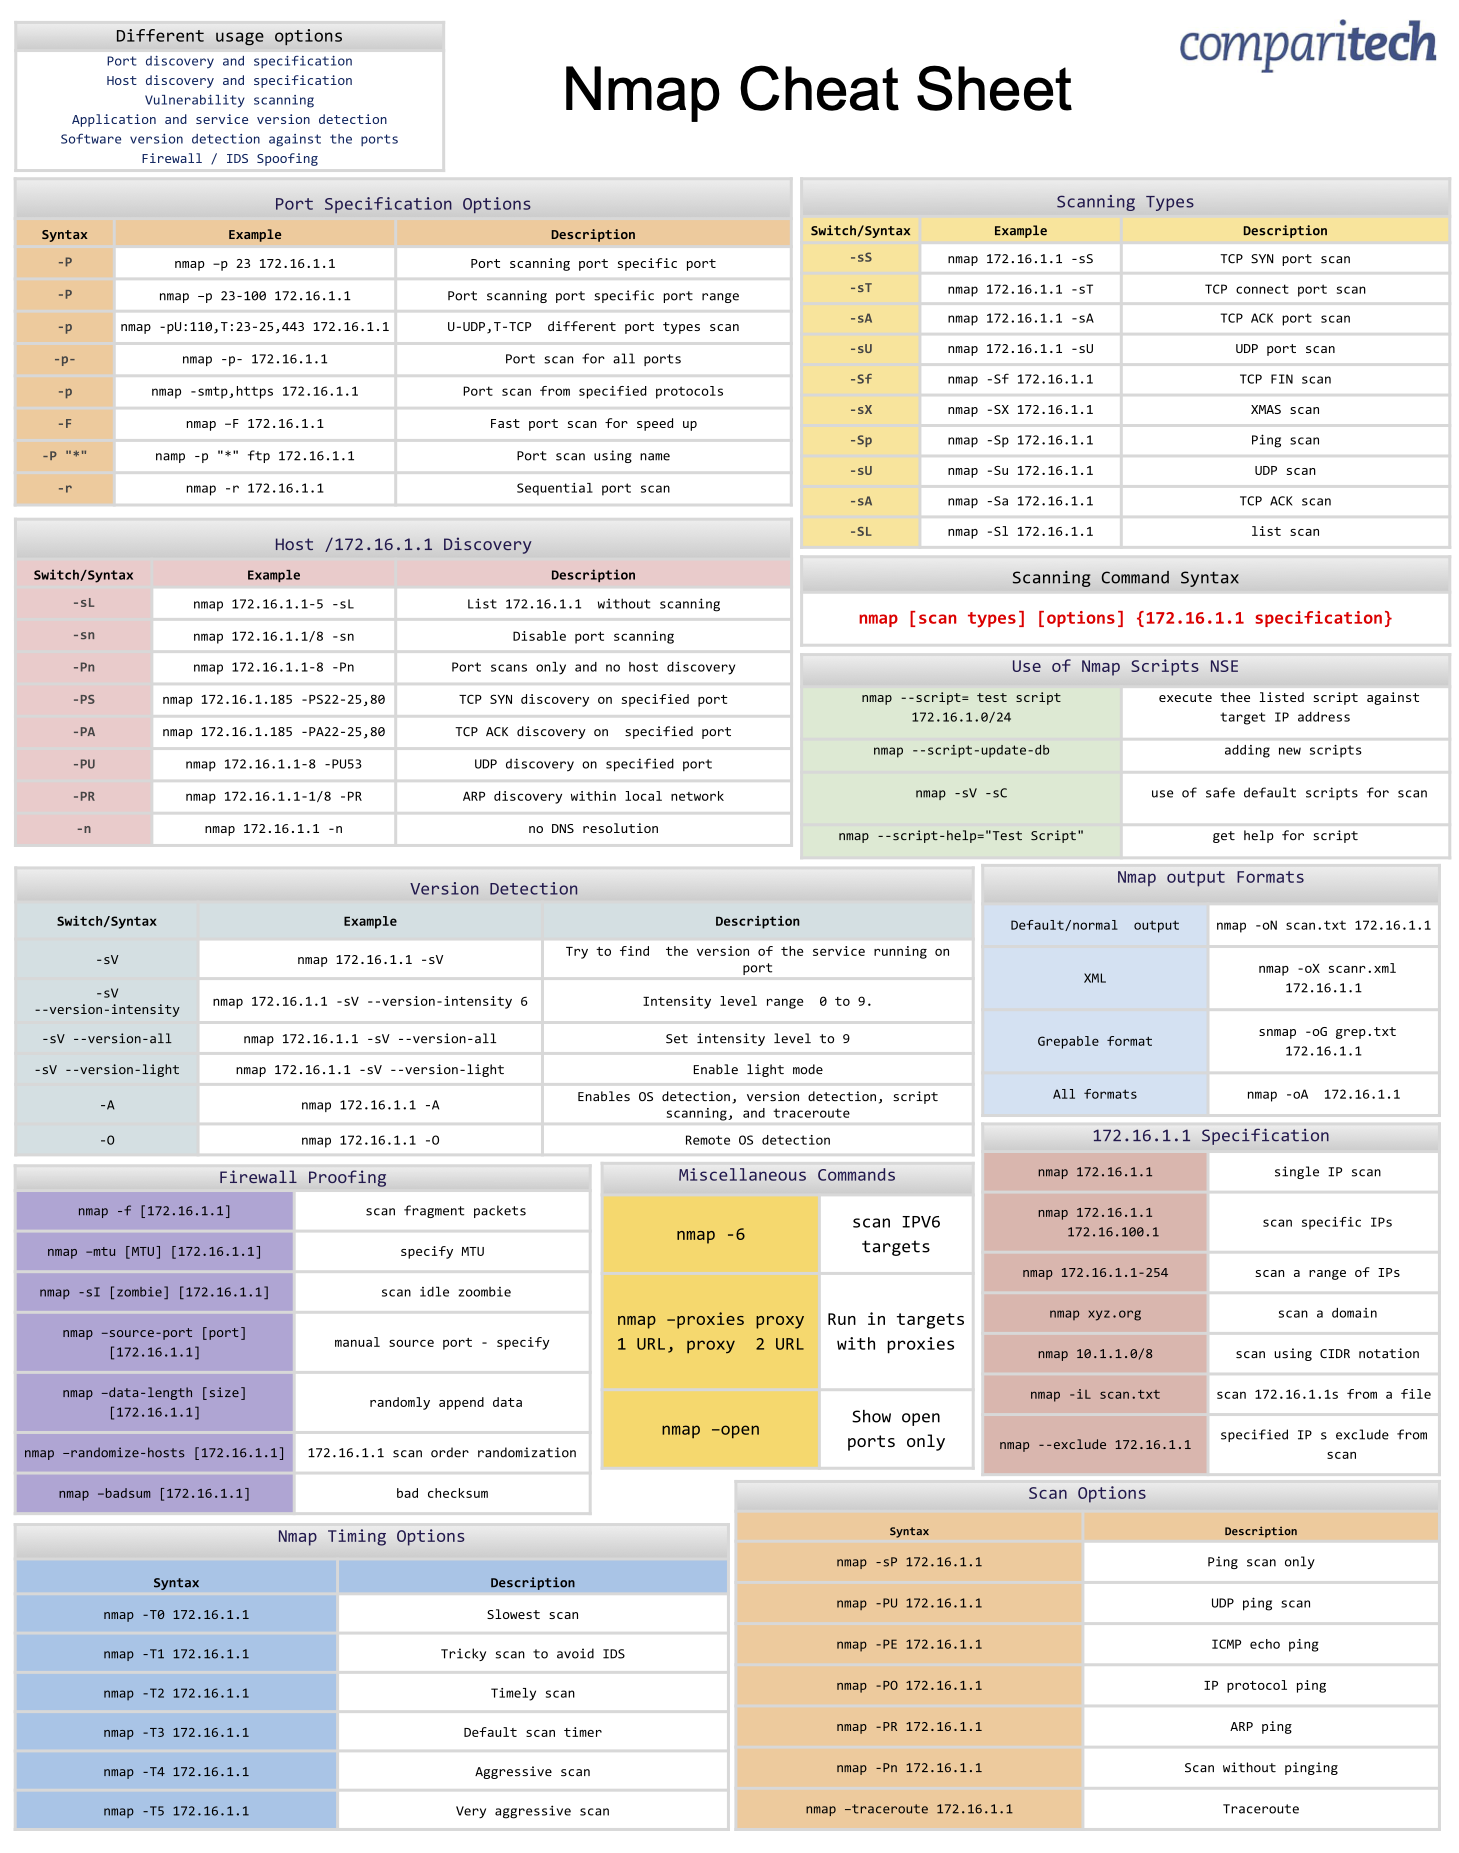 Different usage options
Port discovery and specification
Host discovery and specification
Vulnerability scanning
Application and service version detection
Software version detection against the ports
Firewall / IDS Spoofing
Nmap Cheat Sheet
comparitech
Port Specification Options
Syntax Example Description
-P nmap –p 23 172.16.1.1 Port scanning port specific port
-P nmap –p 23-100 172.16.1.1 Port scanning port specific port range
-p nmap -pU:110,T:23-25,443 172.16.1.1 U-UDP,T-TCP different port types scan
-p- nmap -p- 172.16.1.1 Port scan for all ports
-p nmap -smtp,https 172.16.1.1 Port scan from specified protocols
-F nmap –F 172.16.1.1 Fast port scan for speed up
-P "*" namp -p "*" ftp 172.16.1.1 Port scan using name
-r nmap -r 172.16.1.1 Sequential port scan
Scanning Types
Switch/Syntax Example Description
-sS nmap 172.16.1.1 -sS TCP SYN port scan
-sT nmap 172.16.1.1 -sT TCP connect port scan
-sA nmap 172.16.1.1 -sA TCP ACK port scan
-sU nmap 172.16.1.1 -sU UDP port scan
-Sf nmap -Sf 172.16.1.1 TCP FIN scan
-sX nmap -SX 172.16.1.1 XMAS scan
-Sp nmap -Sp 172.16.1.1 Ping scan
-sU nmap -Su 172.16.1.1 UDP scan
-sA nmap -Sa 172.16.1.1 TCP ACK scan
-SL nmap -Sl 172.16.1.1 list scan
Host /172.16.1.1 Discovery
Switch/Syntax Example Description
-sL nmap 172.16.1.1-5 -sL List 172.16.1.1 without scanning
-sn nmap 172.16.1.1/8 -sn Disable port scanning
-Pn nmap 172.16.1.1-8 -Pn Port scans only and no host discovery
-PS nmap 172.16.1.185 -PS22-25,80 TCP SYN discovery on specified port
-PA nmap 172.16.1.185 -PA22-25,80 TCP ACK discovery on specified port
-PU nmap 172.16.1.1-8 -PU53 UDP discovery on specified port
-PR nmap 172.16.1.1-1/8 -PR ARP discovery within local network
-n nmap 172.16.1.1 -n no DNS resolution
Scanning Command Syntax
nmap [scan types] [options] {172.16.1.1 specification}
Use of Nmap Scripts NSE
nmap --script= test script execute thee listed script against
172.16.1.0/24 target IP address
nmap --script-update-db adding new scripts
nmap -sV -sC use of safe default scripts for scan
nmap --script-help="Test Script" get help for script
Version Detection
Switch/Syntax Example Description
-sV nmap 172.16.1.1 -sV Try to find the version of the service running on
port
-sV
--version-intensity nmap 172.16.1.1 -sV --version-intensity 6 Intensity level range 0 to 9.
-sV --version-all nmap 172.16.1.1 -sV --version-all Set intensity level to 9
-sV --version-light nmap 172.16.1.1 -sV --version-light Enable light mode
-A nmap 172.16.1.1 -A Enables OS detection, version detection, script
scanning, and traceroute
-O nmap 172.16.1.1 -O Remote OS detection
Nmap output Formats
Default/normal output nmap -oN scan.txt 172.16.1.1
XML nmap -oX scanr.xml
172.16.1.1
Grepable format snmap -oG grep.txt
172.16.1.1
All formats nmap -oA 172.16.1.1
172.16.1.1 Specification
nmap 172.16.1.1 single IP scan
nmap 172.16.1.1
172.16.100.1 scan specific IPs
nmap 172.16.1.1-254 scan a range of IPs
nmap xyz.org scan a domain
nmap 10.1.1.0/8 scan using CIDR notation
nmap -iL scan.txt scan 172.16.1.1s from a file
nmap --exclude 172.16.1.1 specified IP s exclude from
scan
Firewall Proofing
nmap -f [172.16.1.1] scan fragment packets
nmap –mtu [MTU] [172.16.1.1] specify MTU
nmap -sI [zombie] [172.16.1.1] scan idle zoombie
nmap –source-port [port]
[172.16.1.1] manual source port - specify
nmap –data-length [size]
[172.16.1.1] randomly append data
nmap –randomize-hosts [172.16.1.1] 172.16.1.1 scan order randomization
nmap –badsum [172.16.1.1] bad checksum
Miscellaneous Commands
nmap -6 scan IPV6
targets
nmap –proxies proxy Run in targets
1 URL, proxy 2 URL with proxies
nmap –open Show open
ports only
Nmap Timing Options
Syntax Description
nmap -T0 172.16.1.1 Slowest scan
nmap -T1 172.16.1.1 Tricky scan to avoid IDS
nmap -T2 172.16.1.1 Timely scan
nmap -T3 172.16.1.1 Default scan timer
nmap -T4 172.16.1.1 Aggressive scan
nmap -T5 172.16.1.1 Very aggressive scan
Scan Options
Syntax Description
nmap -sP 172.16.1.1 Ping scan only
nmap -PU 172.16.1.1 UDP ping scan
nmap -PE 172.16.1.1 ICMP echo ping
nmap -PO 172.16.1.1 IP protocol ping
nmap -PR 172.16.1.1 ARP ping
nmap -Pn 172.16.1.1 Scan without pinging
nmap –traceroute 172.16.1.1 Traceroute